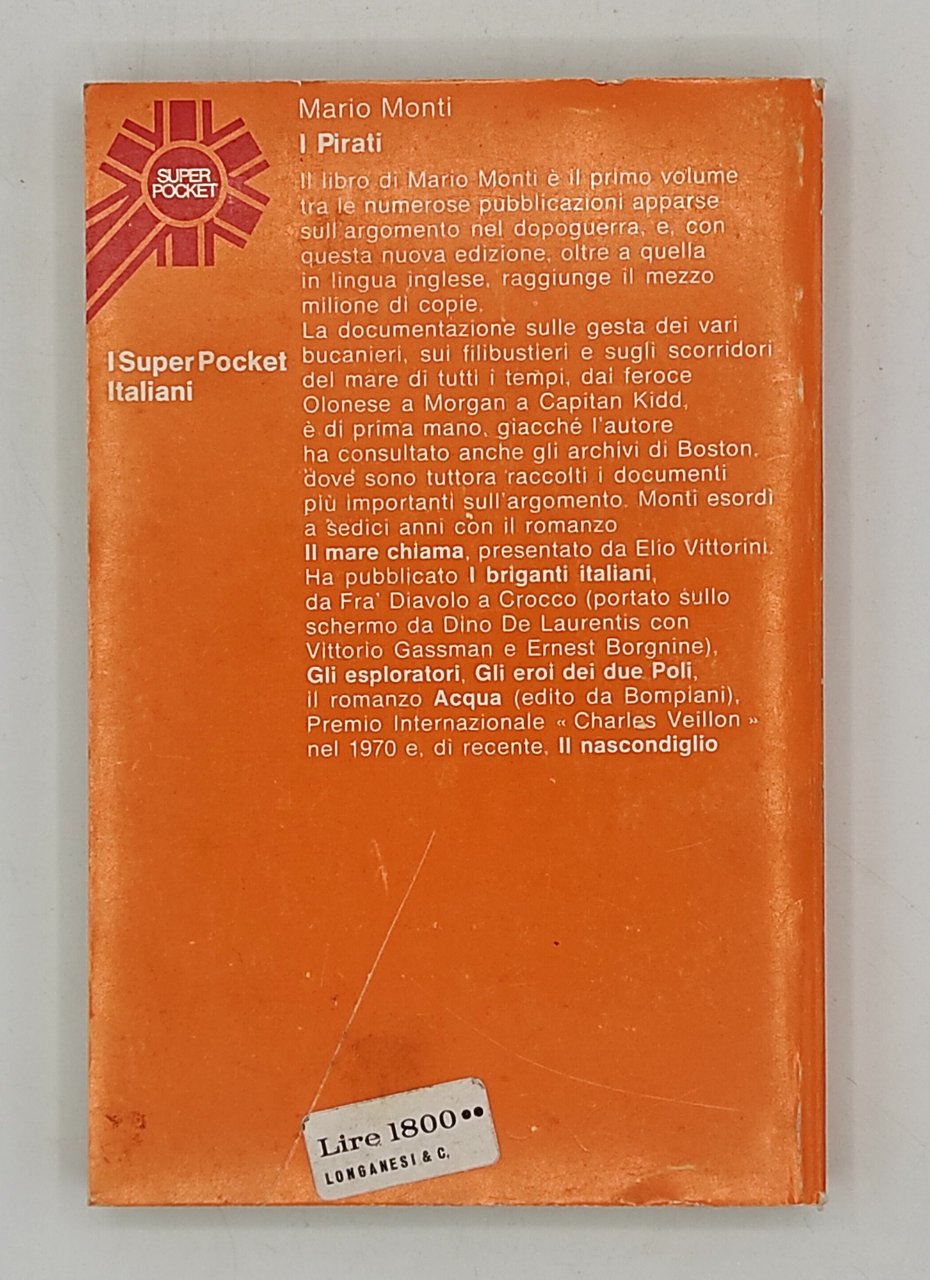 SUPER
POCKET
I SuperPocket
Italiani
Mario Monti
I Pirati
Il libro di Mario Monti è il primo volume
tra le numerose pubblicazioni apparse
sull'argomento nel dopoguerra, e, con
questa nuova edizione, oltre a quella
in lingua inglese, raggiunge il mezzo
milione di copie.
La documentazione sulle gesta dei vari
bucanieri, sui filibustieri e sugli scorridori
del mare di tutti i tempi, dal feroce
Olonese a Morgan a Capitan Kidd,
è di prima mano, giacché l'autore
ha consultato anche gli archivi di Boston,
dove sono tuttora raccolti i documenti
più importanti sull'argomento. Monti esordì
a sedici anni con il romanzo
Il mare chiama, presentato da Elio Vittorini.
Ha pubblicato I briganti italiani,
da Fra' Diavolo a Crocco (portato sullo
schermo da Dino De Laurentis con
Vittorio Gassman e Ernest Borgnine),
Gli esploratori, Gli eroi dei due Poli,
il romanzo Acqua (edito da Bompiani),
Premio Internazionale « Charles Veillon »
nel 1970 e, di recente, Il nascondiglio
Lire 1800••
LONGANESI & C.